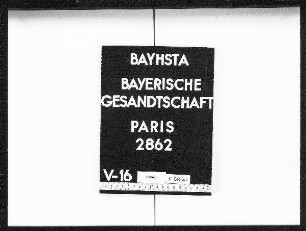 BAYHSTA
BAYERISCHE
GESANDTSCHAFT
PARIS
2862
V-16